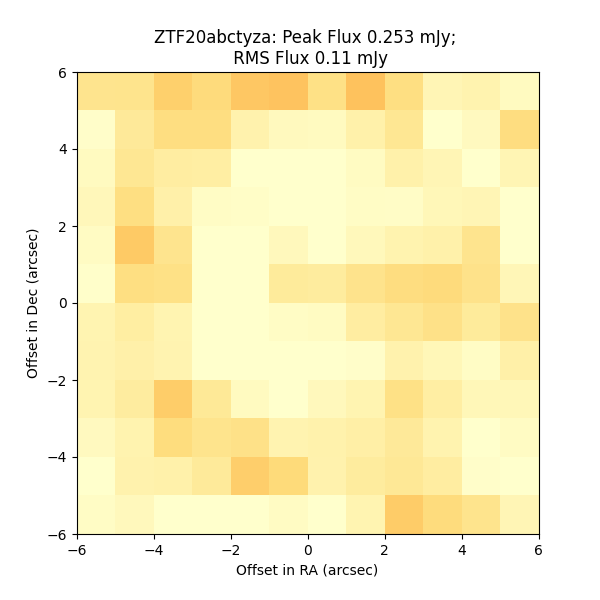 ZTF20abctyza: Peak Flux 0.253 mJy;
RMS Flux 0.11 mJy
6
4
2
0
−2
−4
−6
Offset in Dec (arcsec)
−6 −4 −2 0 2 4 6
Offset in RA (arcsec)